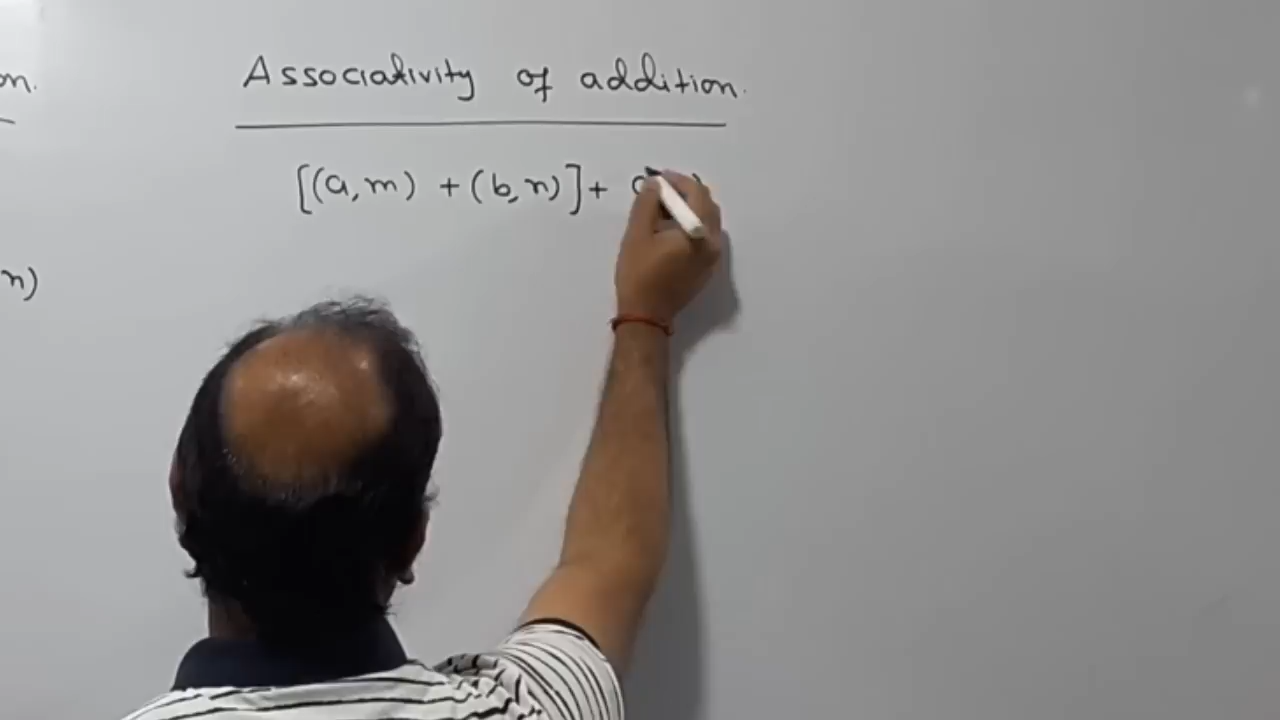 on.
Associativity of addition.
[(a,m) + (b,n)] +
n)